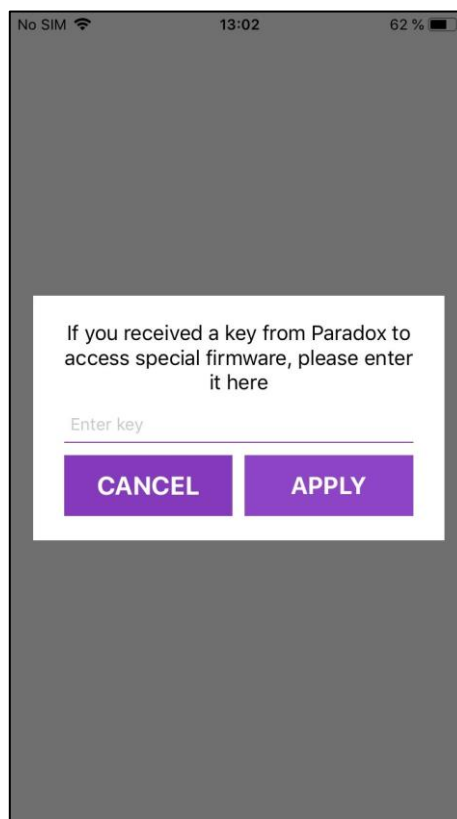 No SIM 13:02 62 %
If you received a key from Paradox to
access special firmware, please enter
it here
Enter key
CANCEL APPLY